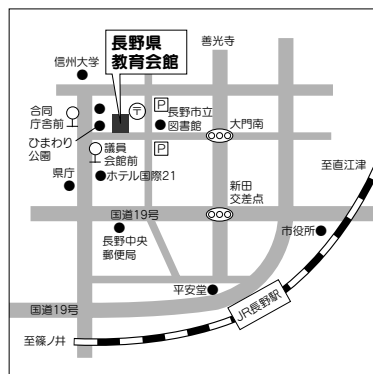 長野県
教育会館
善光寺
信州大学
〒
P
合同
庁舎前
長野市立
図書館
大門南
ひまわり
公園
議員
会館前
P
至直江津
県庁
ホテル国際21
新田
交差点
国道19号
市役所
長野中央
郵便局
平安堂
JR長野駅
国道19号
至篠ノ井